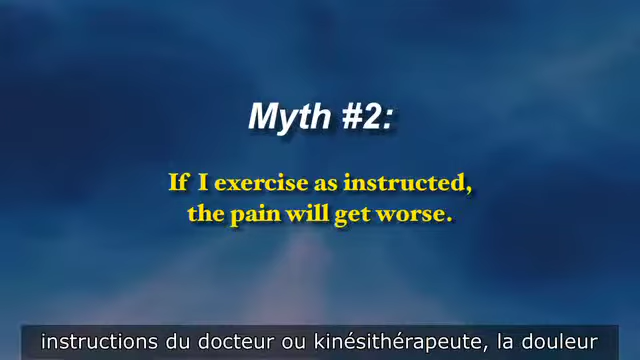 Myth #2:
If I exercise as instructed,
the pain will get worse.
instructions du docteur ou kinésithérapeute, la douleur